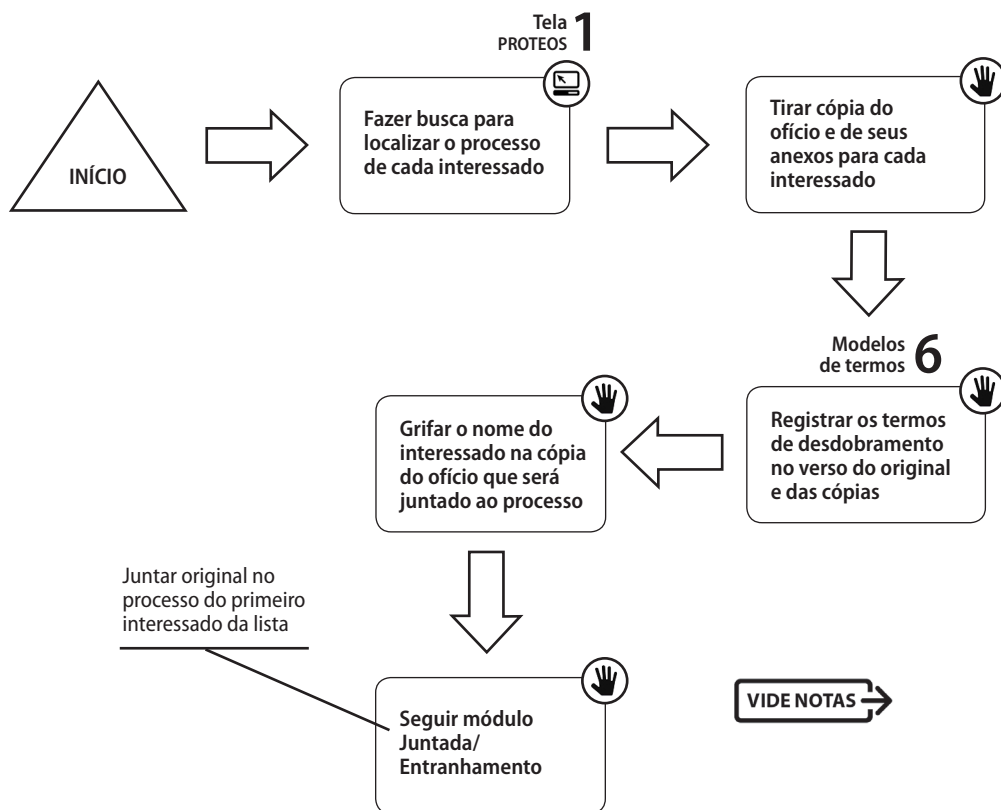 Tela
PROTEOS 1
INÍCIO
Fazer busca para
localizar o processo
de cada interessado
Tirar cópia do
ofício e de seus
anexos para cada
interessado
Modelos
de termos 6
Registrar os termos
de desdobramento
no verso do original
e das cópias
Grifar o nome do
interessado na cópia
do ofício que será
juntado ao processo
Juntar original no
processo do primeiro
interessado da lista
Seguir módulo
Juntada/
Entranhamento
VIDE NOTAS